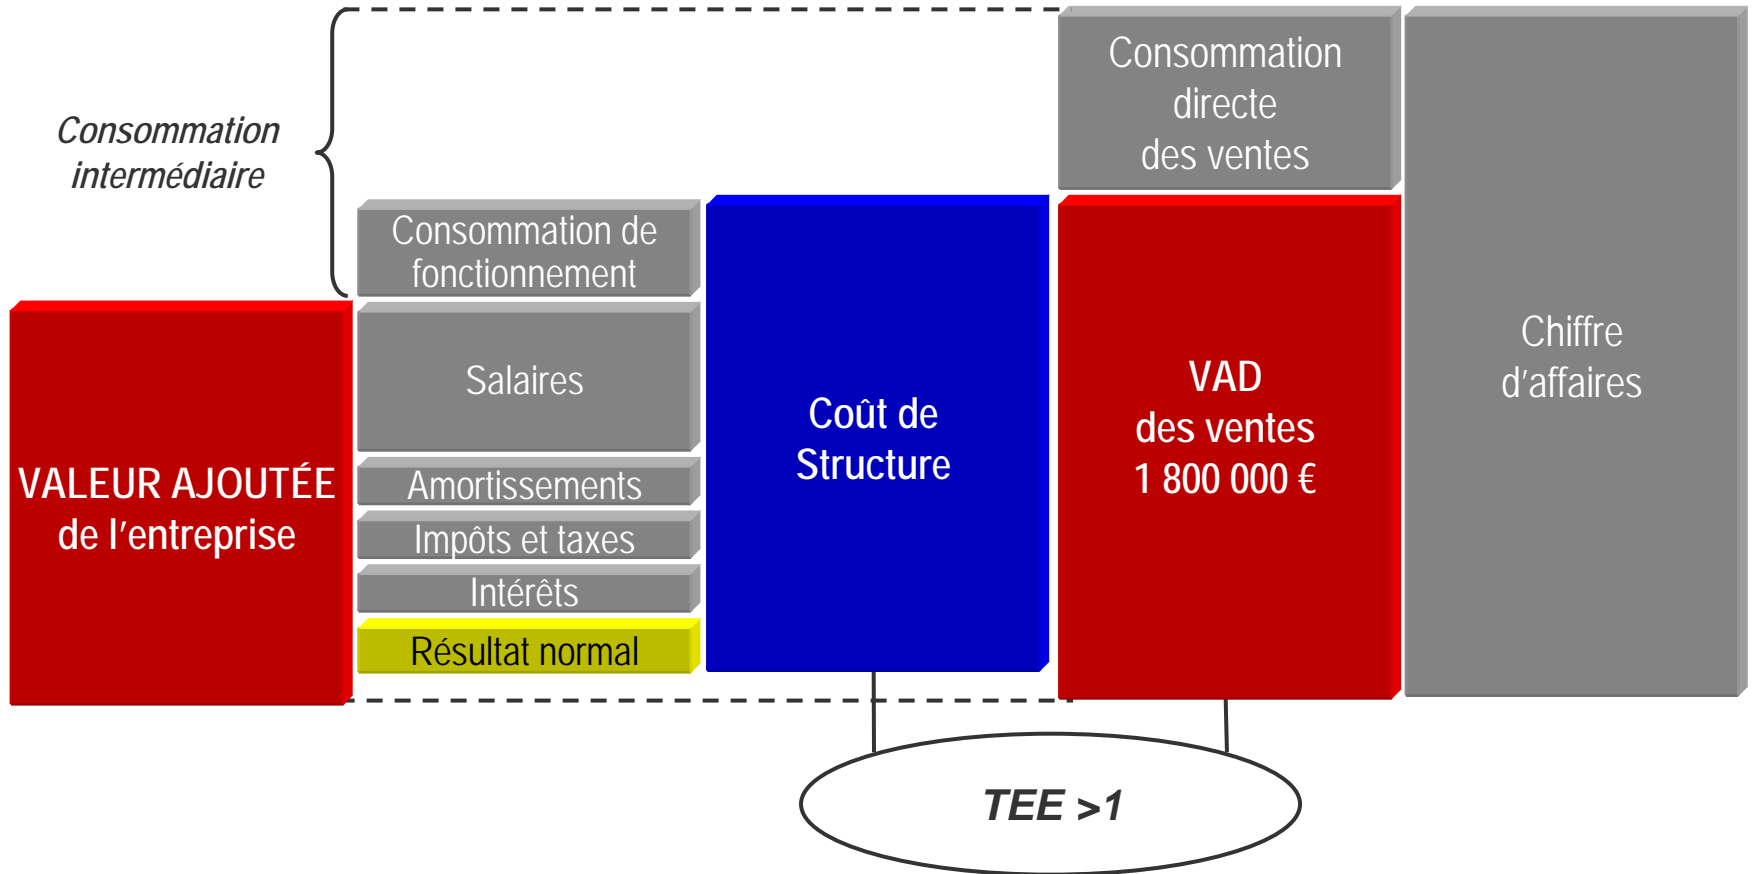 Consommation
intermédiaire
VALEUR AJOUTÉE
de l’entreprise
Consommation de
fonctionnement
Salaires
Amortissements
Impôts et taxes
Intérêts
Résultat normal
Coût de
Structure
Consommation
directe
des ventes
VAD
des ventes
1 800 000 €
Chiffre
d’affaires
TEE >1